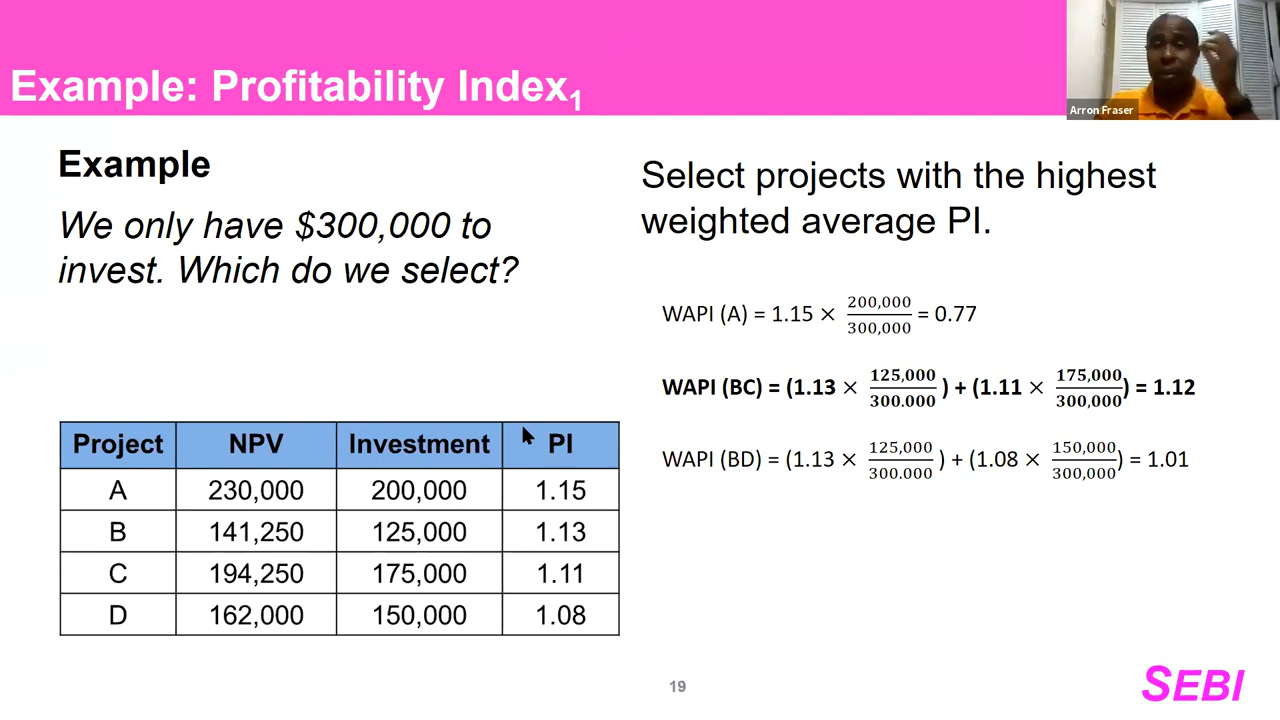 Example: Profitability Index1
Arron Fraser
Example
We only have $300,000 to
invest. Which do we select?
Select projects with the highest
weighted average PI.
WAPI (A) = 1.15 × 200,000/300,000 = 0.77
WAPI (BC) = (1.13 × 125,000/300.000 ) + (1.11 × 175,000/300,000) = 1.12
WAPI (BD) = (1.13 × 125,000/300.000 ) + (1.08 × 150,000/300,000) = 1.01
Project NPV Investment PI
A 230,000 200,000 1.15
B 141,250 125,000 1.13
C 194,250 175,000 1.11
D 162,000 150,000 1.08
19
SEBI